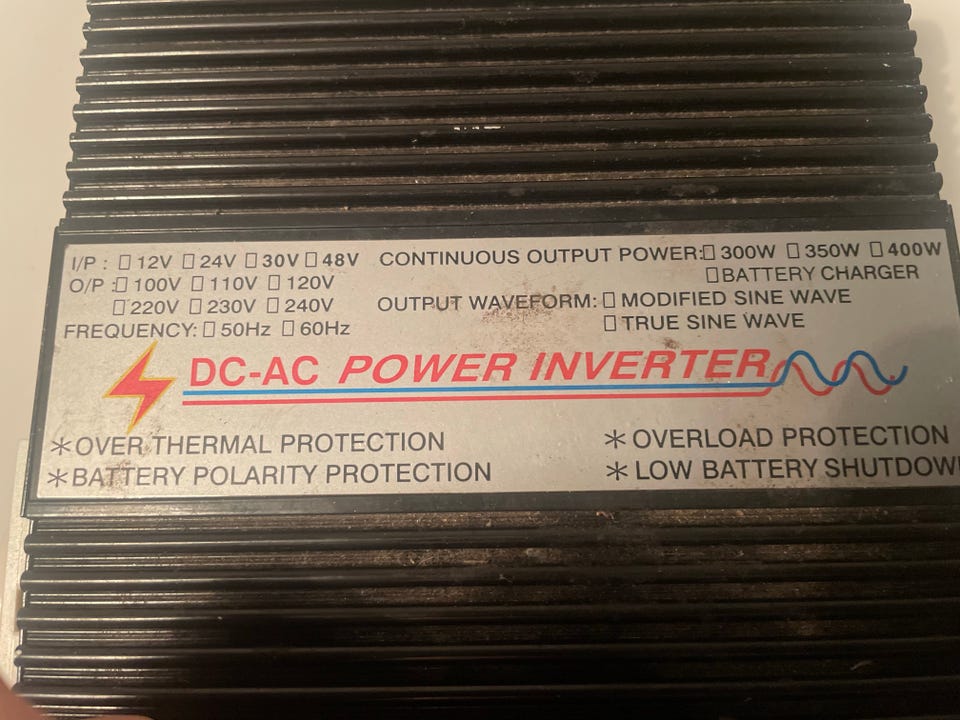 I/P : ☐ 12V ☐ 24V ☐ 30V ☐ 48V
O/P : ☐ 100V ☐ 110V ☐ 120V
☐ 220V ☐ 230V ☐ 240V
FREQUENCY: ☐ 50Hz ☐ 60Hz
CONTINUOUS OUTPUT POWER: ☐ 300W ☐ 350W ☐ 400W
☐ BATTERY CHARGER
OUTPUT WAVEFORM: ☐ MODIFIED SINE WAVE
☐ TRUE SINE WAVE
DC-AC POWER INVERTER
* OVER THERMAL PROTECTION
* BATTERY POLARITY PROTECTION
* OVERLOAD PROTECTION
* LOW BATTERY SHUTDOW